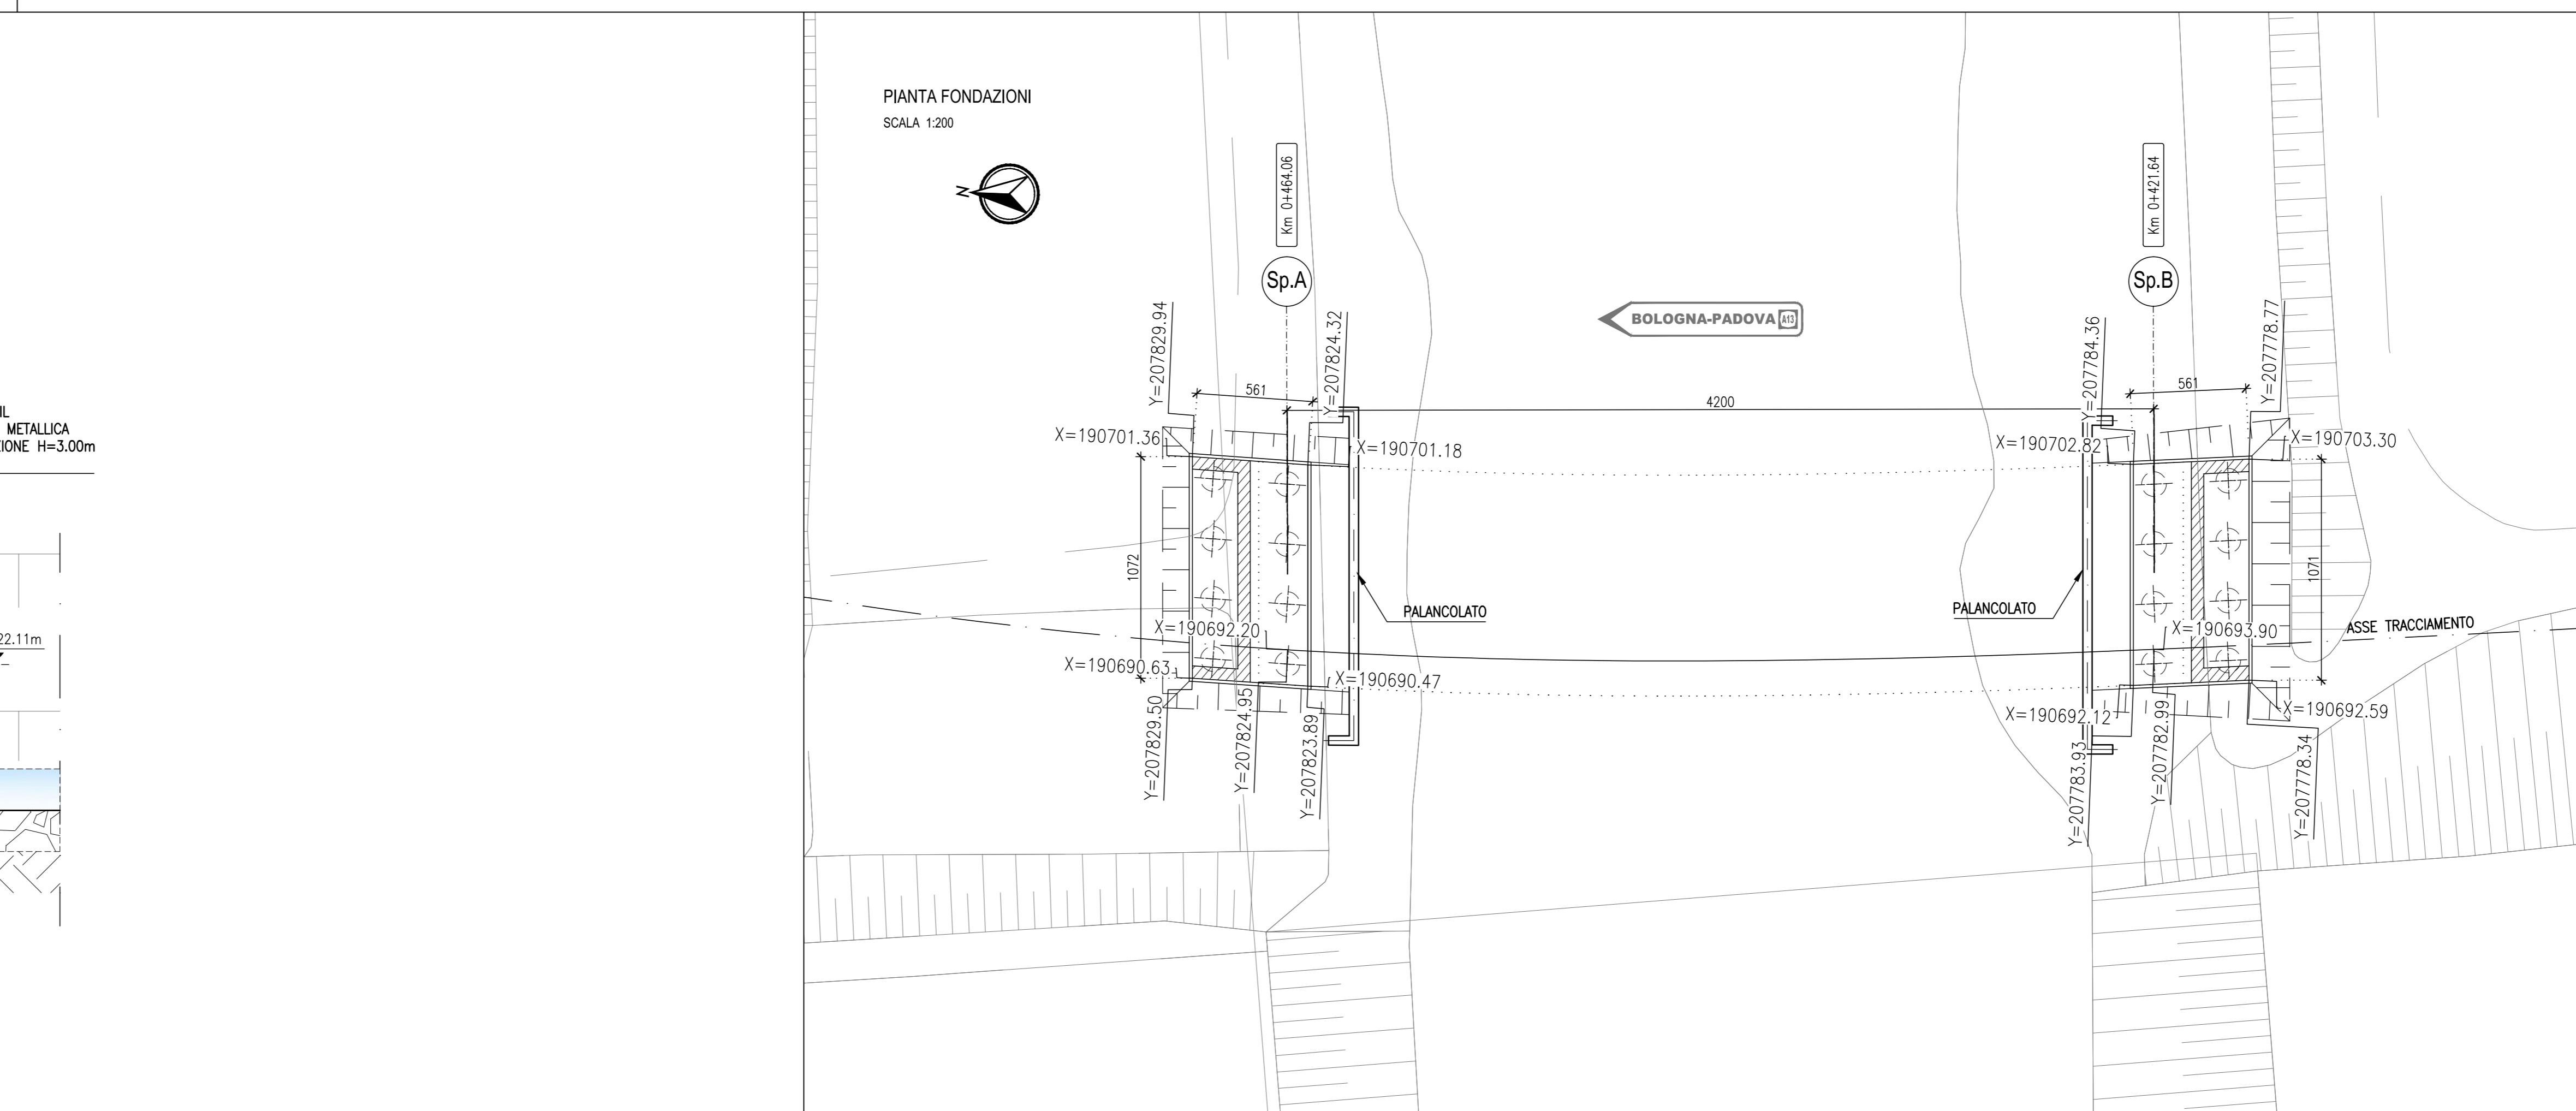 IL
METALLICA
ZIONE H=3.00m
22.11m
PIANTA FONDAZIONI
SCALA 1:200
N
Km 0+464.06
Km 0+421.64
Sp.A
Sp.B
BOLOGNA-PADOVA A13
Y=207829.94
Y=207824.32
Y=207784.36
Y=207778.77
561
4200
561
X=190701.36
X=190701.18
X=190702.82
X=190703.30
1072
1071
PALANCOLATO
PALANCOLATO
X=190692.20
X=190693.90
ASSE TRACCIAMENTO
X=190690.63
X=190690.47
X=190692.12
X=190692.59
Y=207829.50
Y=207824.95
Y=207823.89
Y=207783.93
Y=207782.99
Y=207778.34